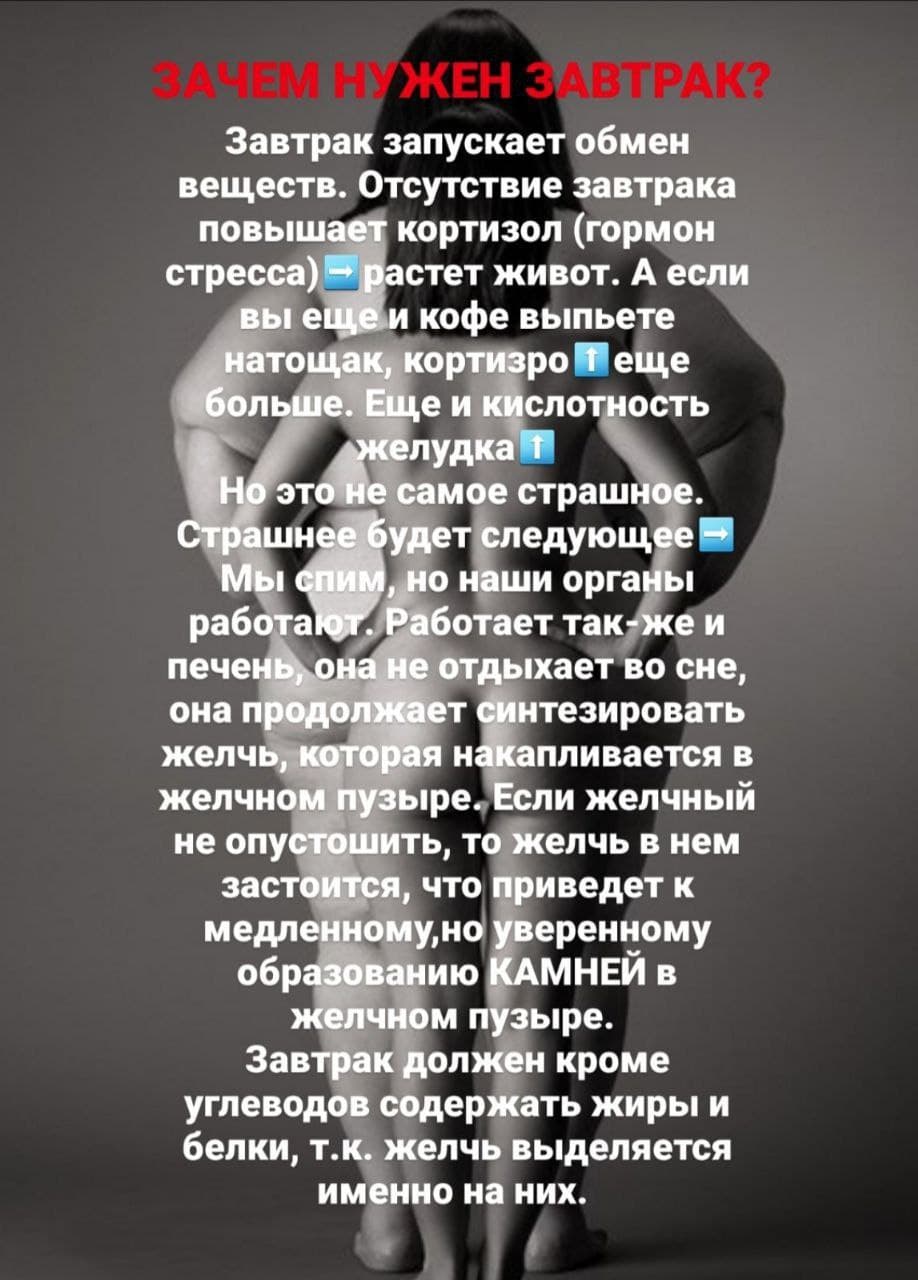 ЗАЧЕМ НУЖЕН ЗАВТРАК?
Завтрак запускает обмен
веществ. Отсутствие завтрака
повышает кортизол (гормон
стресса)➡️растет живот. А если
вы еще и кофе выпьете
натощак, кортизро⬆️еще
больше. Еще и кислотность
желудка⬆️
Но это не самое страшное.
Страшнее будет следующее➡️
Мы спим, но наши органы
работают. Работает так-же и
печень, она не отдыхает во сне,
она продолжает синтезировать
желчь, которая накапливается в
желчном пузыре. Если желчный
не опустошить, то желчь в нем
застоится, что приведет к
медленному,но уверенному
образованию КАМНЕЙ в
желчном пузыре.
Завтрак должен кроме
углеводов содержать жиры и
белки, т.к. желчь выделяется
именно на них.